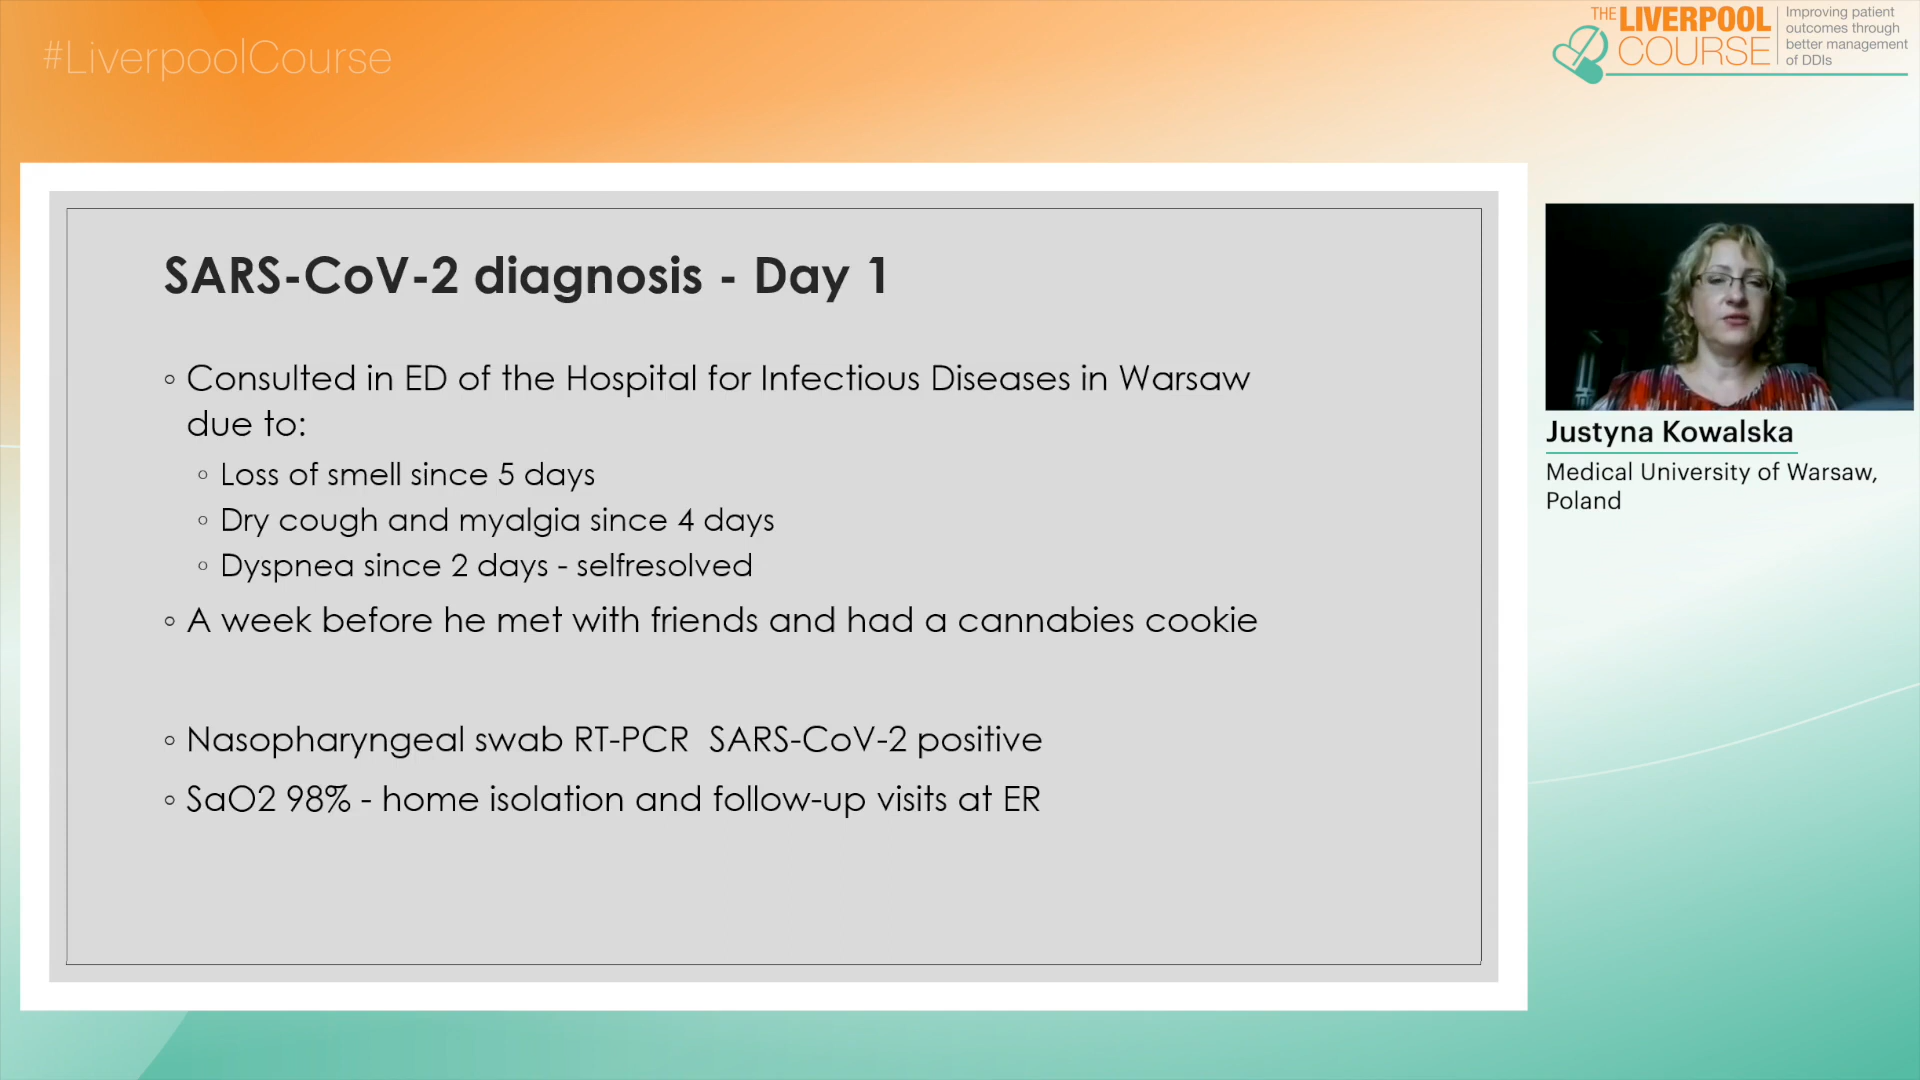 #LiverpoolCourse
THE LIVERPOOL
COURSE
Improving patient
outcomes through
better management
of DDIs
SARS-CoV-2 diagnosis - Day 1
◦ Consulted in ED of the Hospital for Infectious Diseases in Warsaw
due to:
◦ Loss of smell since 5 days
◦ Dry cough and myalgia since 4 days
◦ Dyspnea since 2 days - selfresolved
◦ A week before he met with friends and had a cannabies cookie
◦ Nasopharyngeal swab RT-PCR  SARS-CoV-2 positive
◦ SaO2 98% - home isolation and follow-up visits at ER
Justyna Kowalska
Medical University of Warsaw,
Poland